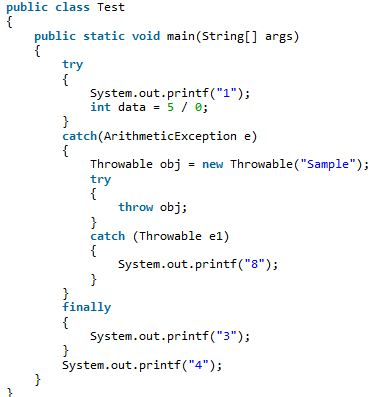 public class Test
{
    public static void main(String[] args)
    {
        try
        {
            System.out.printf("1");
            int data = 5 / 0;
        }
        catch(ArithmeticException e)
        {
            Throwable obj = new Throwable("Sample");
            try
            {
                throw obj;
            }
            catch (Throwable e1)
            {
                System.out.printf("8");
            }
        }
        finally
        {
            System.out.printf("3");
        }
        System.out.printf("4");
    }
}